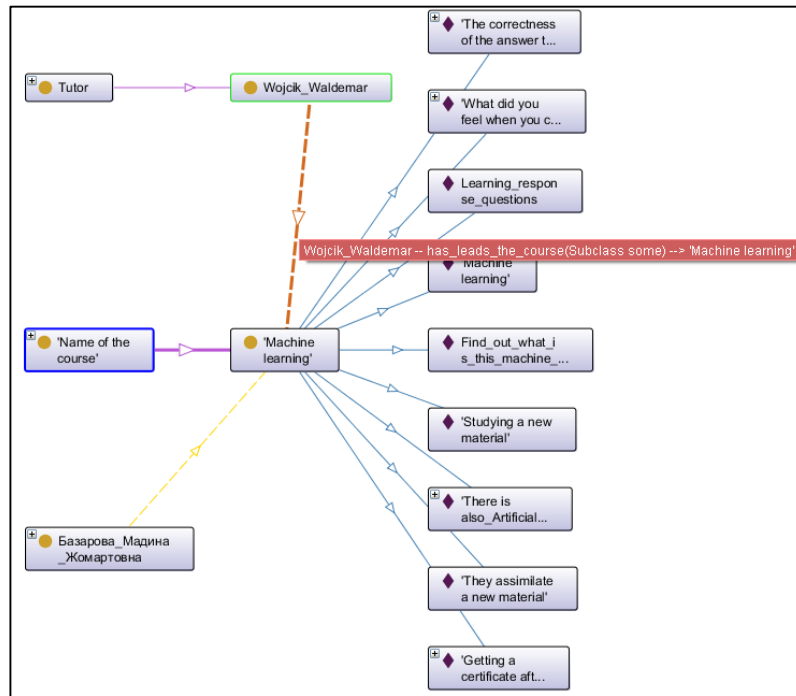 'The correctness
of the answer t...
Tutor
Wojcik_Waldemar
'What did you
feel when you c...
Learning_respon
se_questions
Wojcik_Waldemar -- has_leads_the_course(Subclass some) --> 'Machine learning'
'Machine
learning'
'Name of the
course'
'Machine
learning'
Find_out_what_i
s_this_machine_...
'Studying a new
material'
'There is
also_Artificial...
Базарова_Мадина
_Жомартовна
'They assimilate
a new material'
'Getting a
certificate aft...